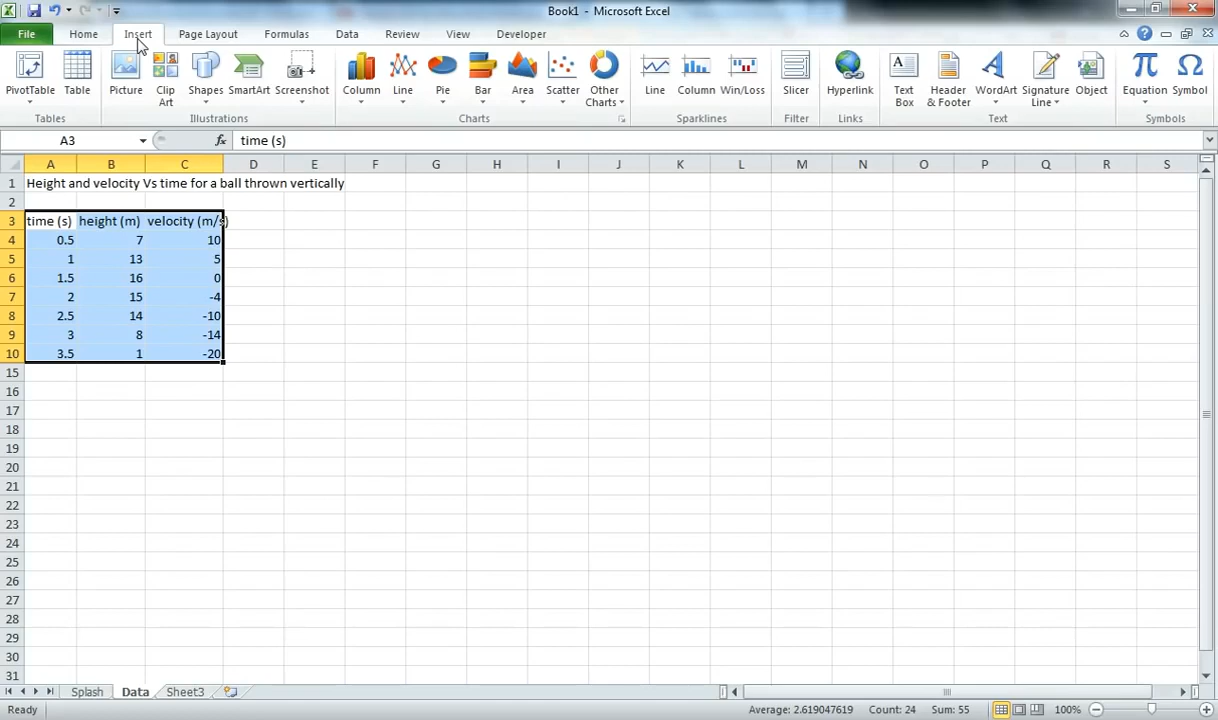 Book1 - Microsoft Excel
File Home Insert Page Layout Formulas Data Review View Developer
PivotTable Table Picture Clip Art Shapes SmartArt Screenshot Column Line Pie Bar Area Scatter Other Charts Line Column Win/Loss Slicer Hyperlink Text Box Header & Footer WordArt Signature Line Object Equation Symbol
Tables Illustrations Charts Sparklines Filter Links Text Symbols
A3 fx time (s)
A B C D E F G H I J K L M N O P Q R S
1 Height and velocity Vs time for a ball thrown vertically
2
3 time (s) height (m) velocity (m/s)
4 0.5 7 10
5 1 13 5
6 1.5 16 0
7 2 15 -4
8 2.5 14 -10
9 3 8 -14
10 3.5 1 -20
15
16
17
18
19
20
21
22
23
24
25
26
27
28
29
30
31
Splash Data Sheet3
Ready Average: 2.619047619 Count: 24 Sum: 55 100%